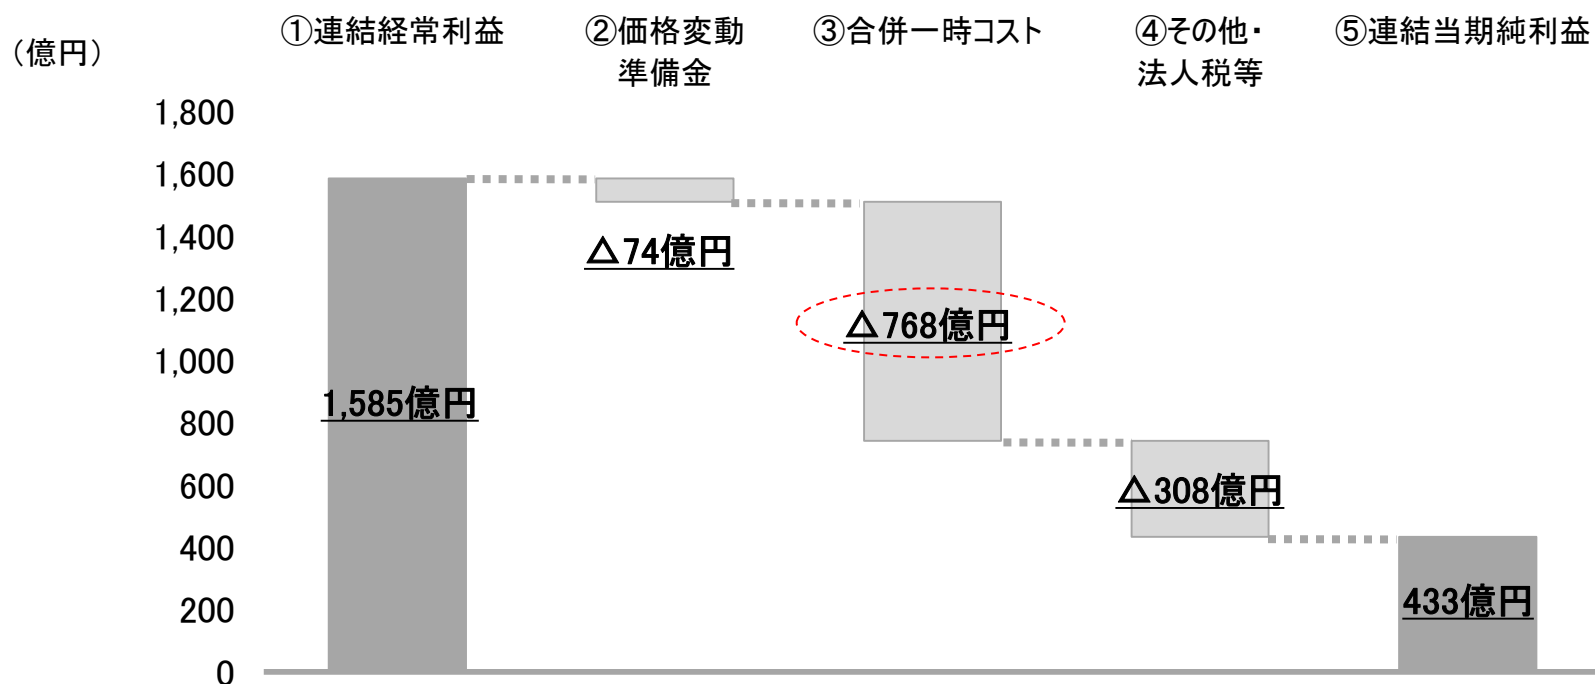 (億円)
①連結経常利益
②価格変動
準備金
③合併一時コスト
④その他・
法人税等
⑤連結当期純利益
1,800
1,600
1,400
1,200
1,000
800
600
400
200
0
1,585億円
△74億円
△768億円
△308億円
433億円